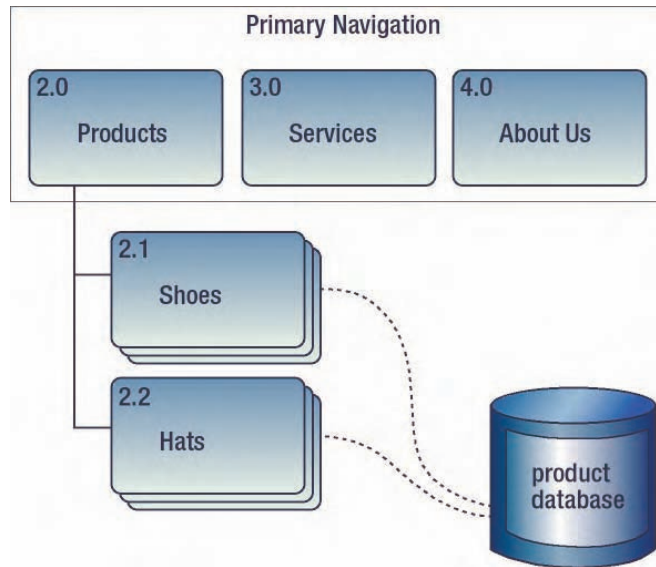 Primary Navigation
2.0
Products
3.0
Services
4.0
About Us
2.1
Shoes
2.2
Hats
product
database